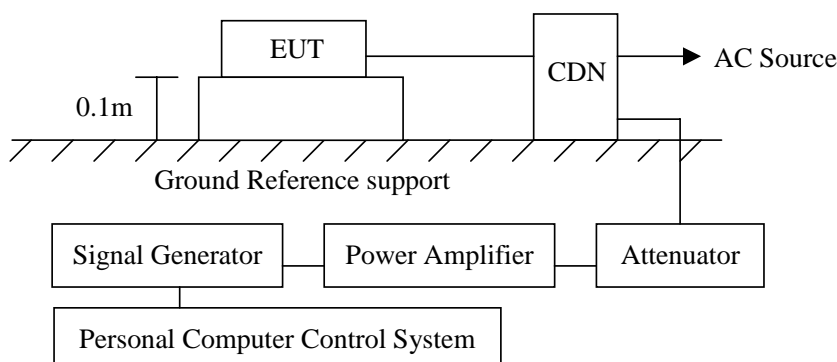 EUT
CDN
AC Source
0.1m
Ground Reference support
Signal Generator
Power Amplifier
Attenuator
Personal Computer Control System